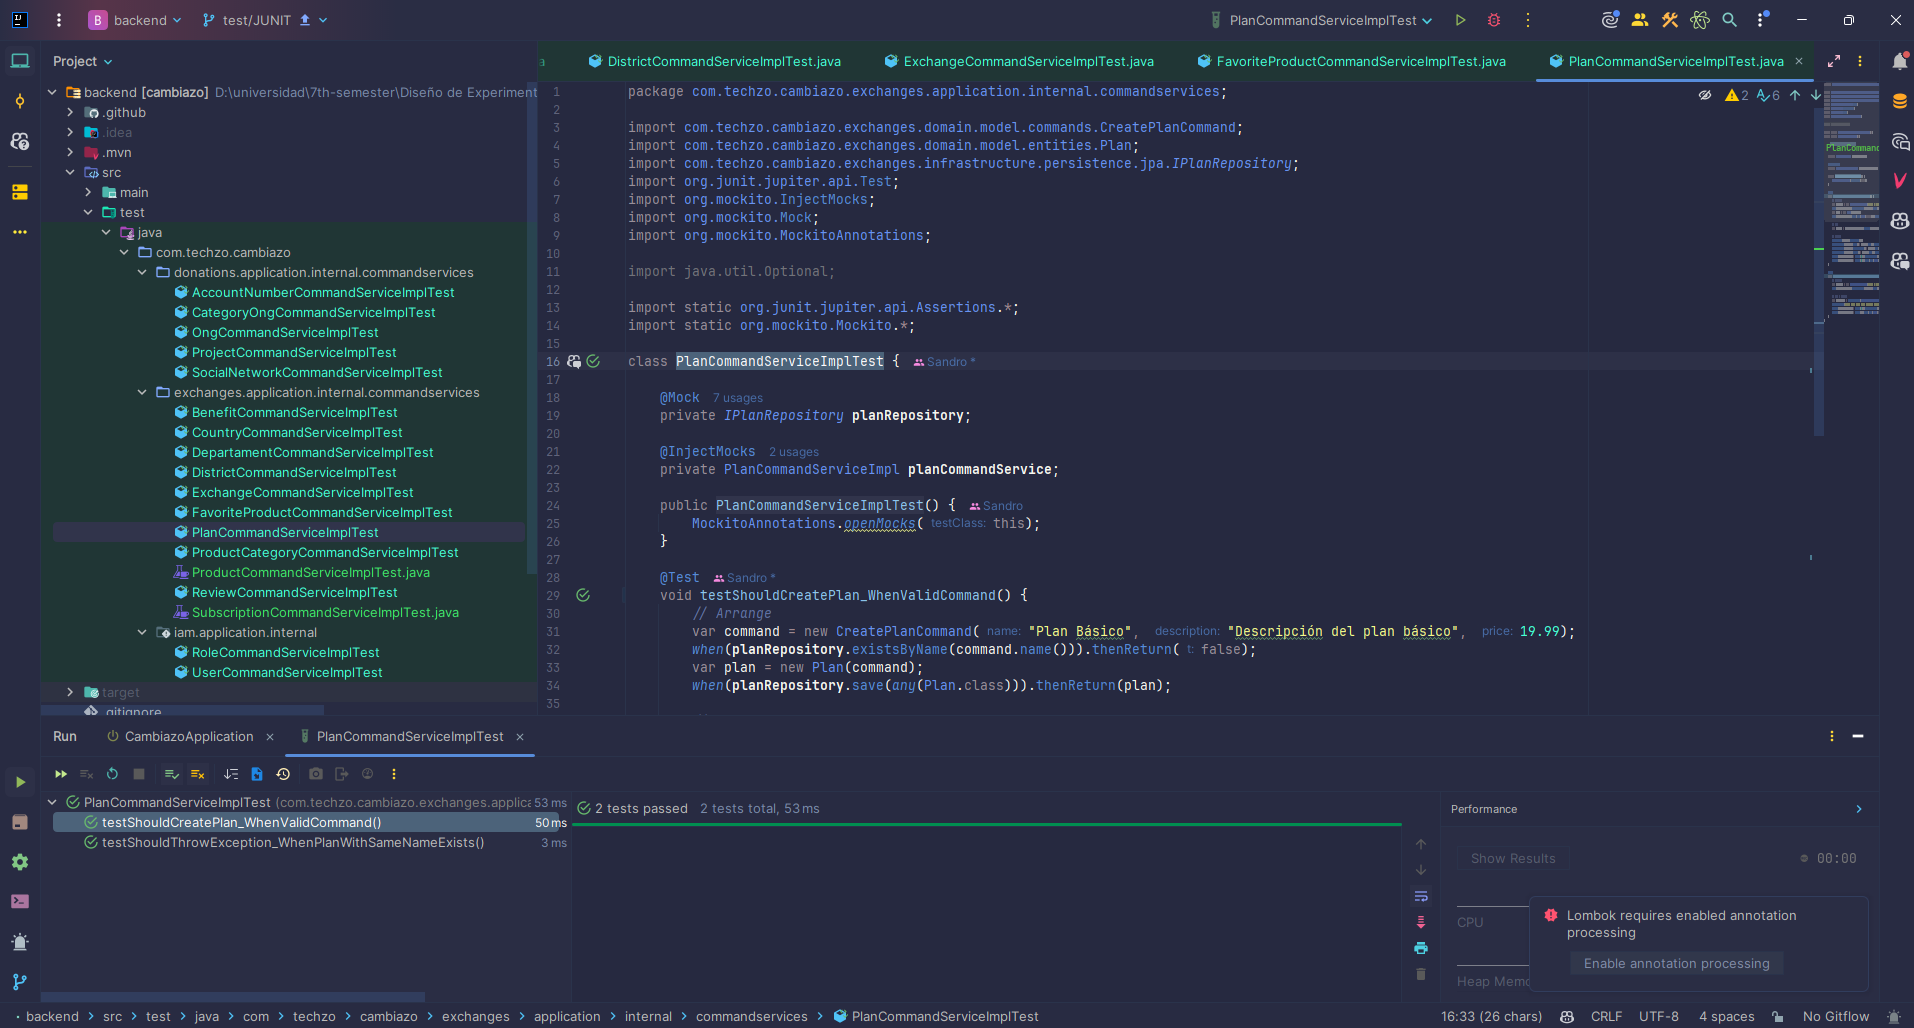 B backend test/JUNIT PlanCommandServiceImplTest
Project
DistrictCommandServiceImplTest.java ExchangeCommandServiceImplTest.java FavoriteProductCommandServiceImplTest.java PlanCommandServiceImplTest.java
backend [cambiazo] D:\universidad\7th-semester\Diseño de Experiment
.github
.idea
.mvn
src
main
test
java
com.techzo.cambiazo
donations.application.internal.commandservices
AccountNumberCommandServiceImplTest
CategoryOngCommandServiceImplTest
OngCommandServiceImplTest
ProjectCommandServiceImplTest
SocialNetworkCommandServiceImplTest
exchanges.application.internal.commandservices
BenefitCommandServiceImplTest
CountryCommandServiceImplTest
DepartamentCommandServiceImplTest
DistrictCommandServiceImplTest
ExchangeCommandServiceImplTest
FavoriteProductCommandServiceImplTest
PlanCommandServiceImplTest
ProductCategoryCommandServiceImplTest
ProductCommandServiceImplTest.java
ReviewCommandServiceImplTest
SubscriptionCommandServiceImplTest.java
iam.application.internal
RoleCommandServiceImplTest
UserCommandServiceImplTest
target
.gitignore
2 6
PlanCommand
1 package com.techzo.cambiazo.exchanges.application.internal.commandservices;
2
3 import com.techzo.cambiazo.exchanges.domain.model.commands.CreatePlanCommand;
4 import com.techzo.cambiazo.exchanges.domain.model.entities.Plan;
5 import com.techzo.cambiazo.exchanges.infrastructure.persistence.jpa.IPlanRepository;
6 import org.junit.jupiter.api.Test;
7 import org.mockito.InjectMocks;
8 import org.mockito.Mock;
9 import org.mockito.MockitoAnnotations;
10
11 import java.util.Optional;
12
13 import static org.junit.jupiter.api.Assertions.*;
14 import static org.mockito.Mockito.*;
15
16 class PlanCommandServiceImplTest { Sandro *
17
18 @Mock 7 usages
19 private IPlanRepository planRepository;
20
21 @InjectMocks 2 usages
22 private PlanCommandServiceImpl planCommandService;
23
24 public PlanCommandServiceImplTest() { Sandro
25 MockitoAnnotations.openMocks( testClass: this);
26 }
27
28 @Test Sandro *
29 void testShouldCreatePlan_WhenValidCommand() {
30 // Arrange
31 var command = new CreatePlanCommand( name: "Plan Básico", description: "Descripción del plan básico", price: 19.99);
32 when(planRepository.existsByName(command.name())).thenReturn( t: false);
33 var plan = new Plan(command);
34 when(planRepository.save(any(Plan.class))).thenReturn(plan);
35
Run CambiazoApplication PlanCommandServiceImplTest
PlanCommandServiceImplTest (com.techzo.cambiazo.exchanges.applica 53 ms
testShouldCreatePlan_WhenValidCommand() 50 ms
testShouldThrowException_WhenPlanWithSameNameExists() 3 ms
2 tests passed 2 tests total, 53 ms
Performance
Show Results 00:00
CPU
Heap Memo
Lombok requires enabled annotation
processing
Enable annotation processing
backend > src > test > java > com > techzo > cambiazo > exchanges > application > internal > commandservices > PlanCommandServiceImplTest
16:33 (26 chars) CRLF UTF-8 4 spaces No Gitflow